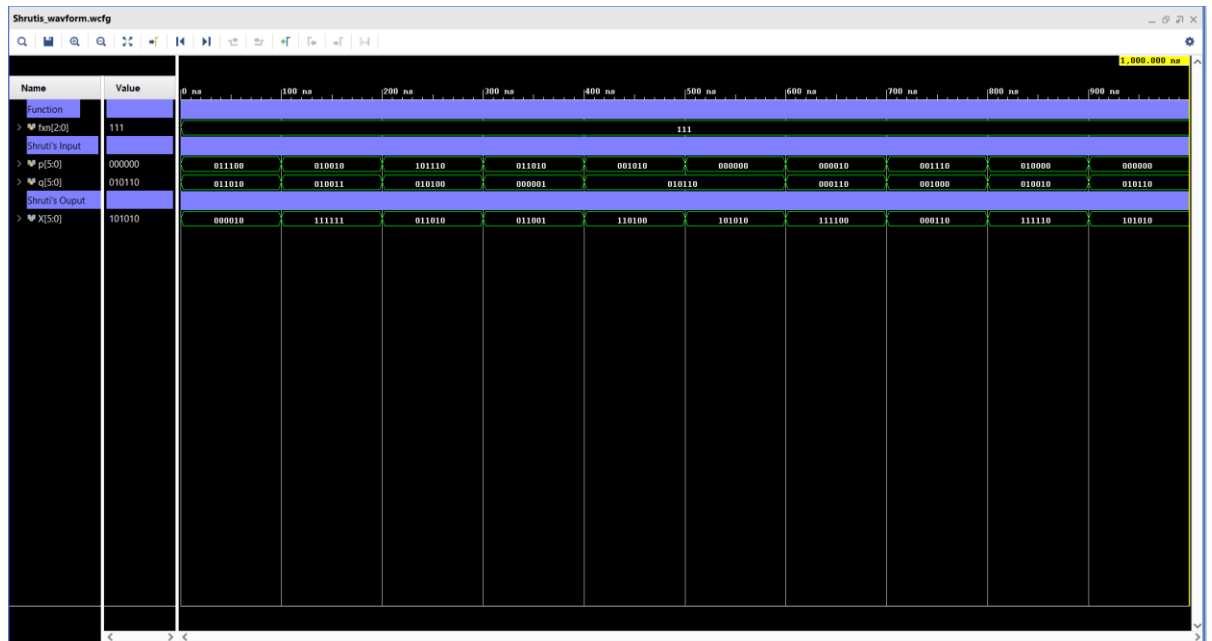 Shrutis_wavform.wcfg
1,000.000 ns
Name Value 0 ns 100 ns 200 ns 300 ns 400 ns 500 ns 600 ns 700 ns 800 ns 900 ns
Function
fxn[2:0] 111 111
Shruti's Input
p[5:0] 000000 011100 010010 101110 011010 001010 000000 000010 001110 010000 000000
q[5:0] 010110 011010 010011 010100 000001 010110 000110 001000 010010 010110
Shruti's Ouput
X[5:0] 101010 000010 111111 011010 011001 110100 101010 111100 000110 111110 101010